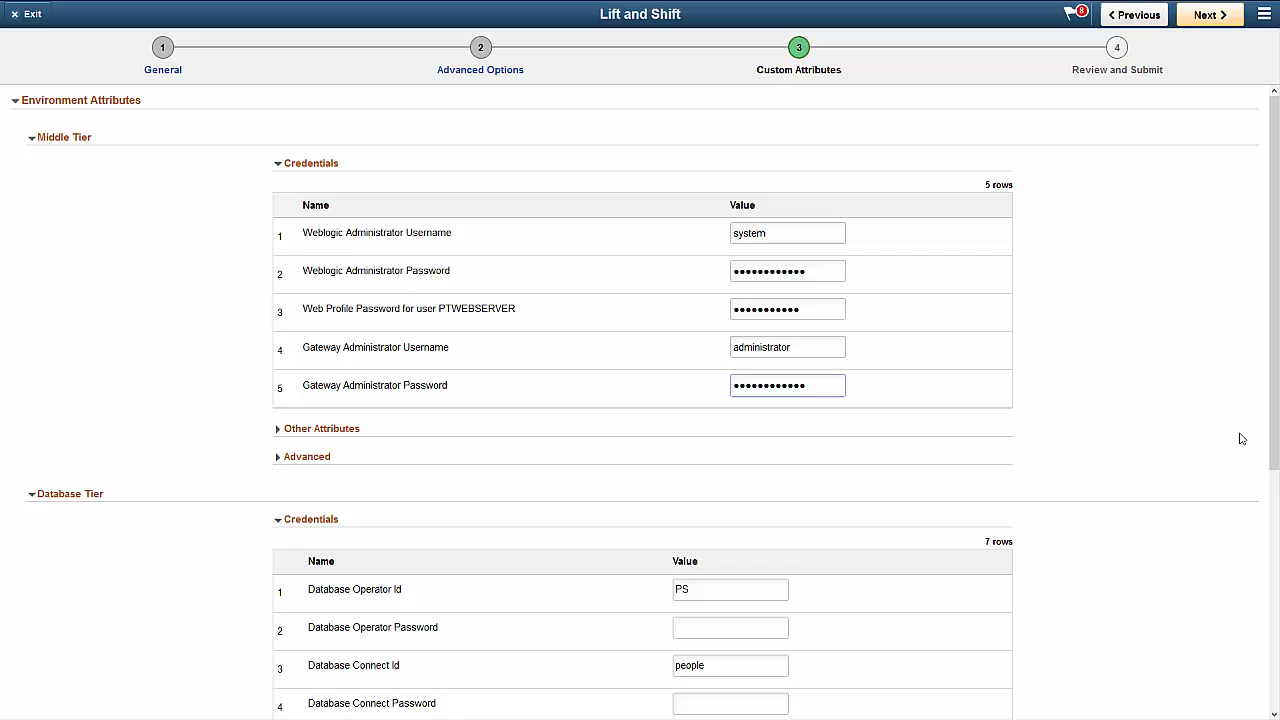 × Exit
Lift and Shift
8
Previous
Next
1
2
3
4
General
Advanced Options
Custom Attributes
Review and Submit
Environment Attributes
Middle Tier
Credentials
5 rows
Name Value
1 Weblogic Administrator Username system
2 Weblogic Administrator Password ••••••••••••
3 Web Profile Password for user PTWEBSERVER •••••••••••
4 Gateway Administrator Username administrator
5 Gateway Administrator Password ••••••••••••
Other Attributes
Advanced
Database Tier
Credentials
7 rows
Name Value
1 Database Operator Id PS
2 Database Operator Password
3 Database Connect Id people
4 Database Connect Password